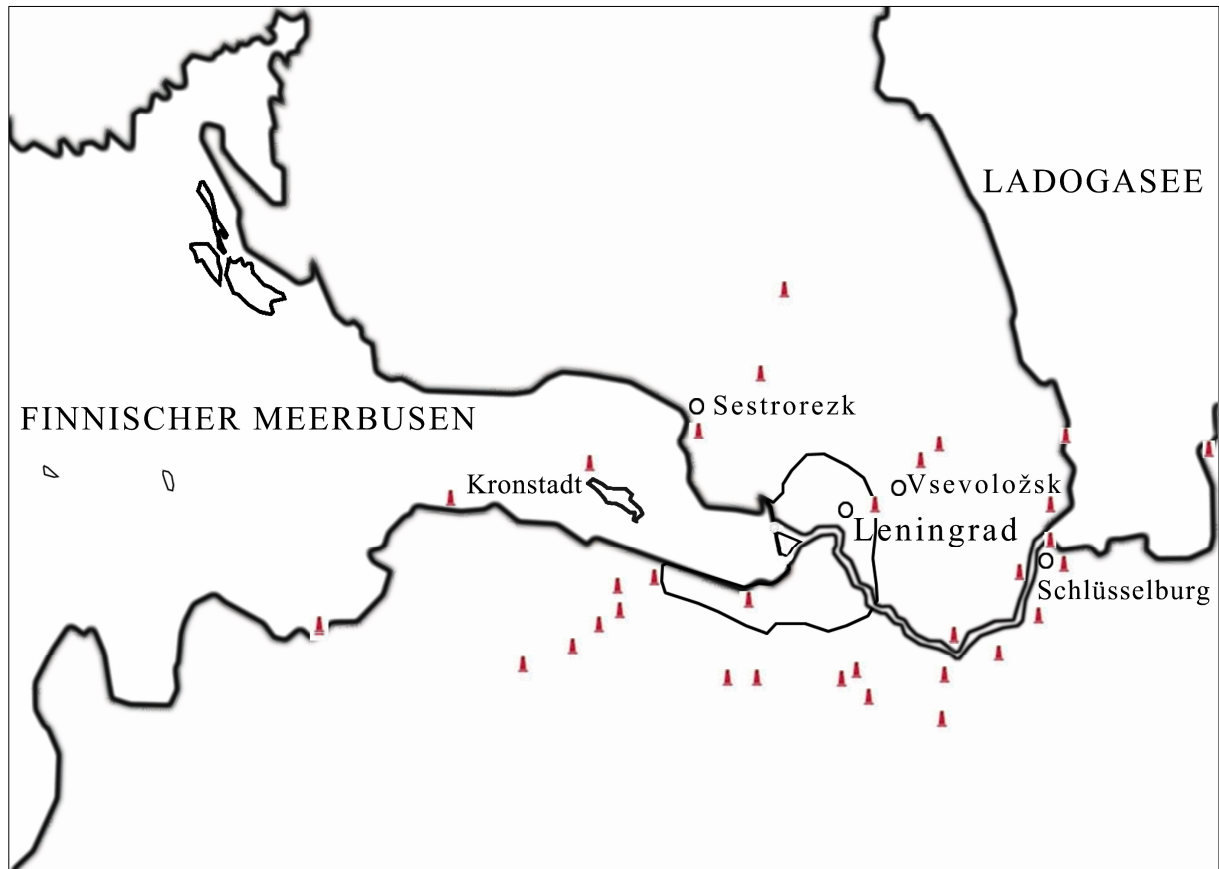 LADOGASEE
Sestrorezk
FINNISCHER MEERBUSEN
Kronstadt
Vsevoložsk
Leningrad
Schlüsselburg